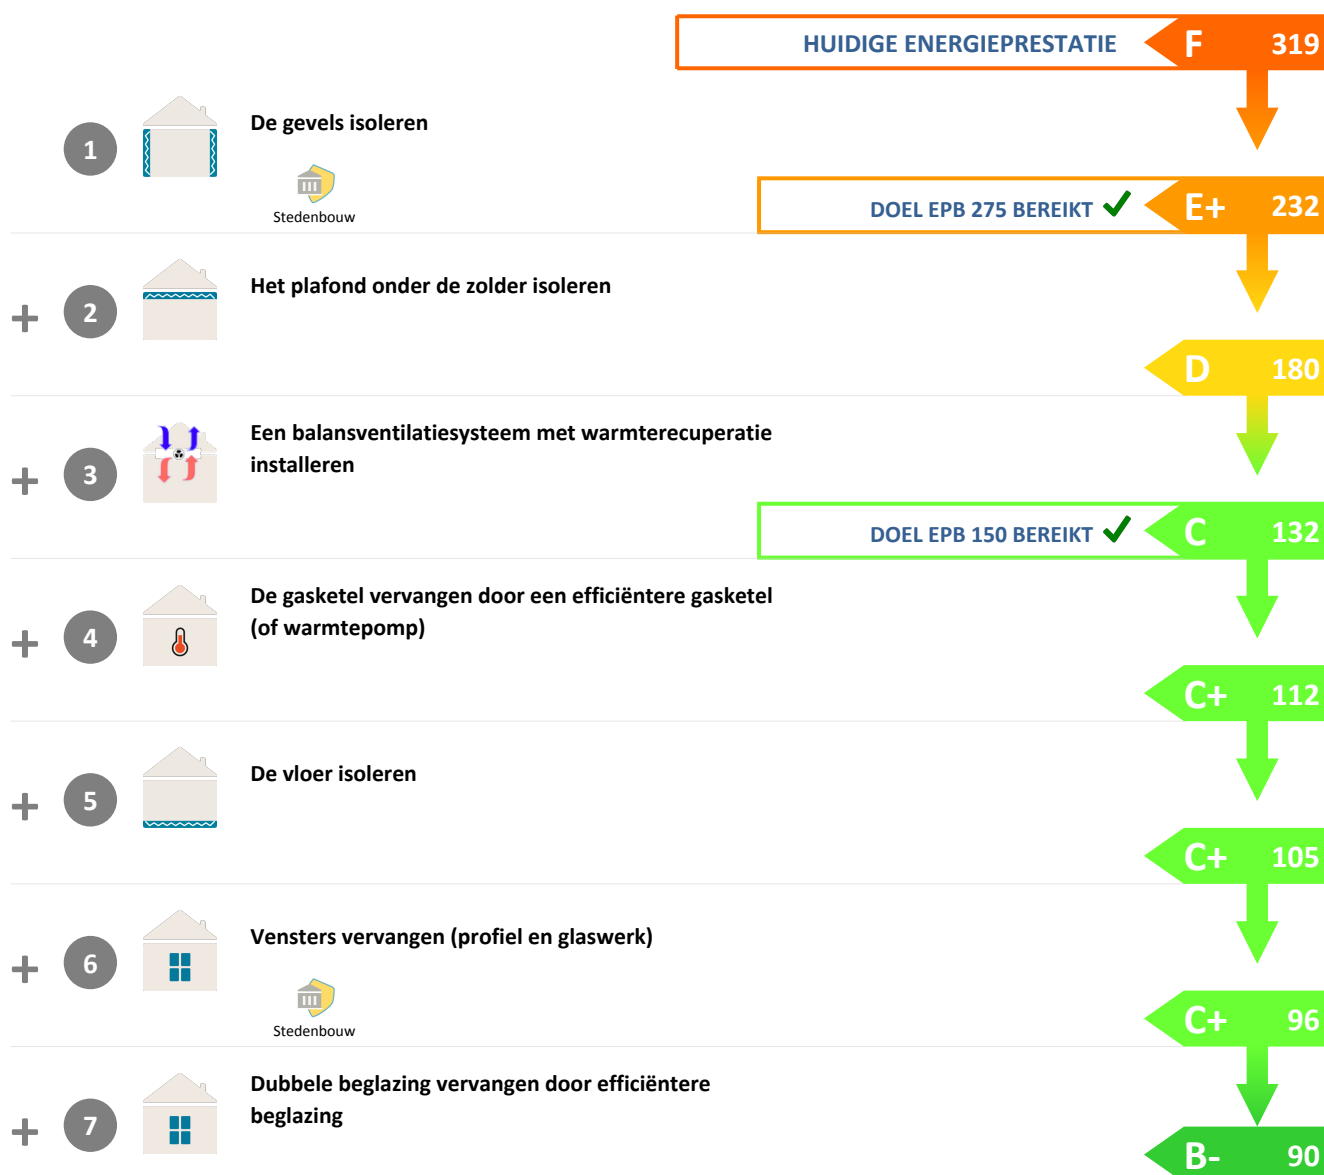 HUIDIGE ENERGIEPRESTATIE F 319
1 De gevels isoleren
Stedenbouw
DOEL EPB 275 BEREIKT ✓ E+ 232
+ 2 Het plafond onder de zolder isoleren
D 180
+ 3 Een balansventilatiesysteem met warmterecuperatie
installeren
DOEL EPB 150 BEREIKT ✓ C 132
+ 4 De gasketel vervangen door een efficiëntere gasketel
(of warmtepomp)
C+ 112
+ 5 De vloer isoleren
C+ 105
+ 6 Vensters vervangen (profiel en glaswerk)
Stedenbouw
C+ 96
+ 7 Dubbele beglazing vervangen door efficiëntere
beglazing
B- 90